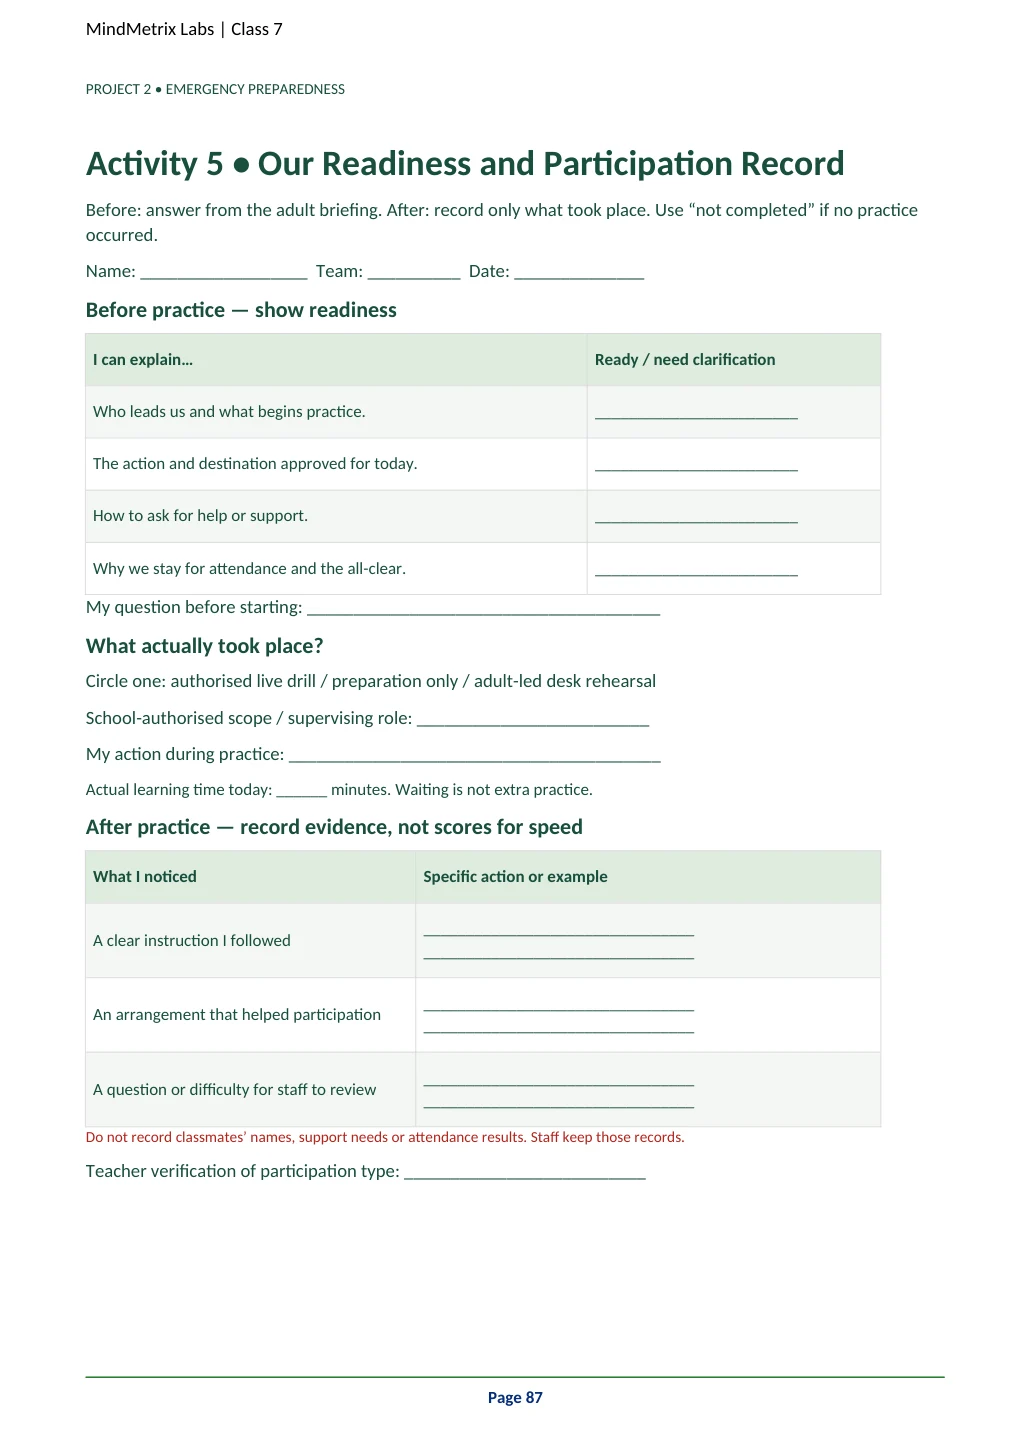 MindMetrix Labs | Class 7
PROJECT 2 • EMERGENCY PREPAREDNESS
Activity 5 • Our Readiness and Participation Record
Before: answer from the adult briefing. After: record only what took place. Use “not completed” if no practice
occurred.
Name: __________________ Team: __________ Date: ______________
Before practice — show readiness
I can explain… Ready / need clarification
Who leads us and what begins practice. ________________________
The action and destination approved for today. ________________________
How to ask for help or support. ________________________
Why we stay for attendance and the all-clear. ________________________
My question before starting: ______________________________________
What actually took place?
Circle one: authorised live drill / preparation only / adult-led desk rehearsal
School-authorised scope / supervising role: _________________________
My action during practice: ________________________________________
Actual learning time today: ______ minutes. Waiting is not extra practice.
After practice — record evidence, not scores for speed
What I noticed Specific action or example
A clear instruction I followed ________________________________
________________________________
An arrangement that helped participation ________________________________
________________________________
A question or difficulty for staff to review ________________________________
________________________________
Do not record classmates’ names, support needs or attendance results. Staff keep those records.
Teacher verification of participation type: __________________________
Page 87